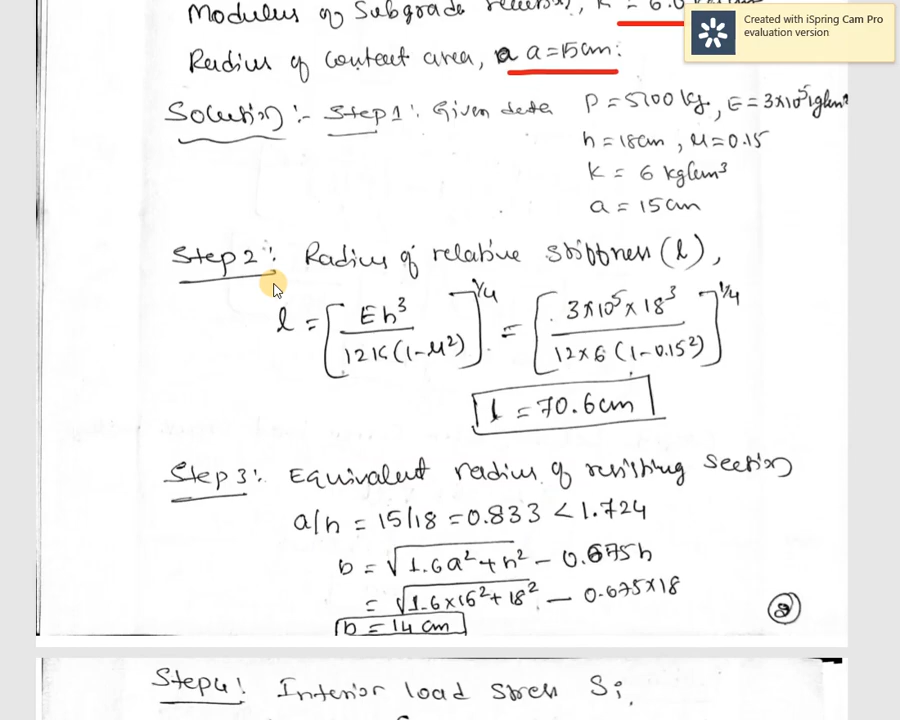 Modulus of Subgrade K = 6.0
Created with iSpring Cam Pro
evaluation version
Radius of contact area, a a = 15cm.
Solution :- Step 1 : Given data P = 5100 kg, E = 3×10⁵ kg/cm²
h = 18cm , μ = 0.15
K = 6 kg/cm³
a = 15cm
Step 2 : Radius of relative stiffness (l),
l = [Eh³ / 12K(1-μ²)]^1/4 = [3×10⁵ × 18³ / 12×6 (1-0.15²)]^1/4
l = 70.6cm
Step 3 : Equivalent radius of resisting section
a/h = 15/18 = 0.833 < 1.724
b = √1.6a² + h² - 0.675h
= √1.6×15² + 18² - 0.675×18
b = 14 cm
8
Step 4 ! Interior load stress Si